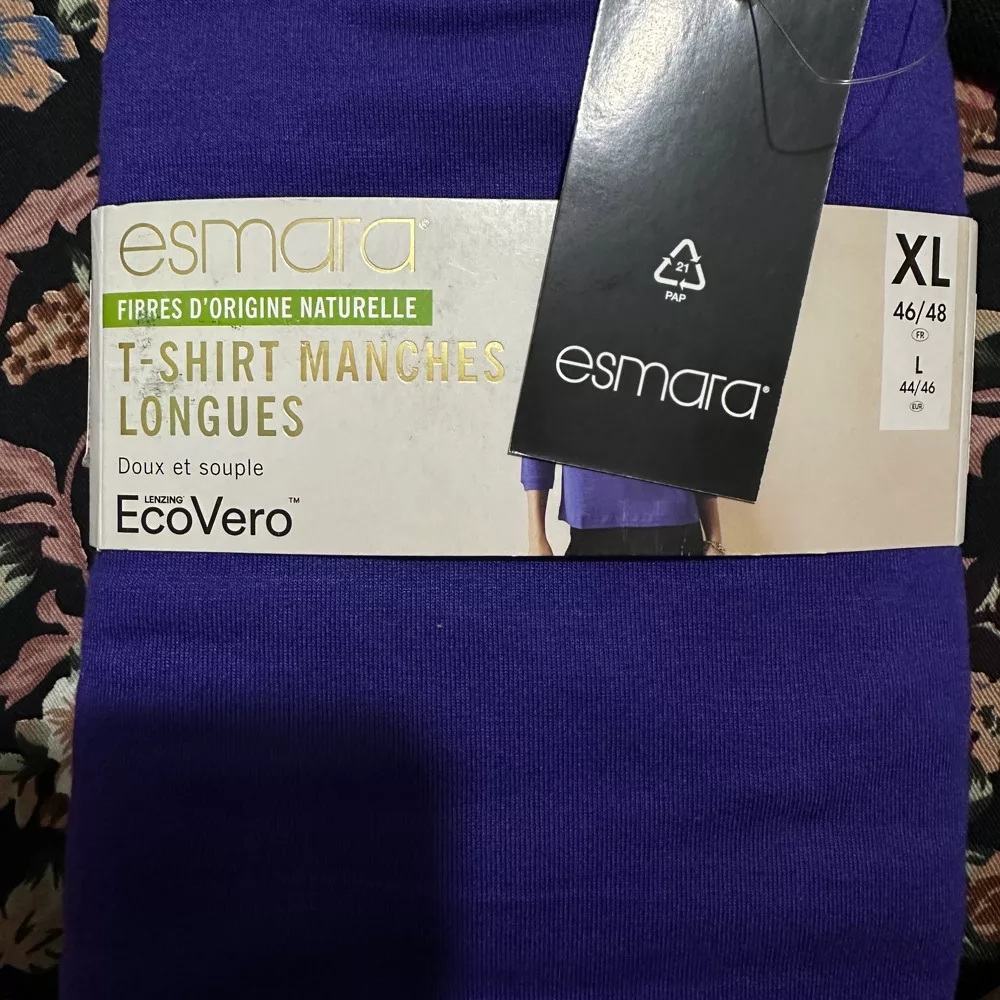 esmara®
FIBRES D'ORIGINE NATURELLE
T-SHIRT MANCHES
LONGUES
Doux et souple
LENZING
EcoVero™
21
PAP
esmara®
XL
46/48
FR
L
44/46
EUR